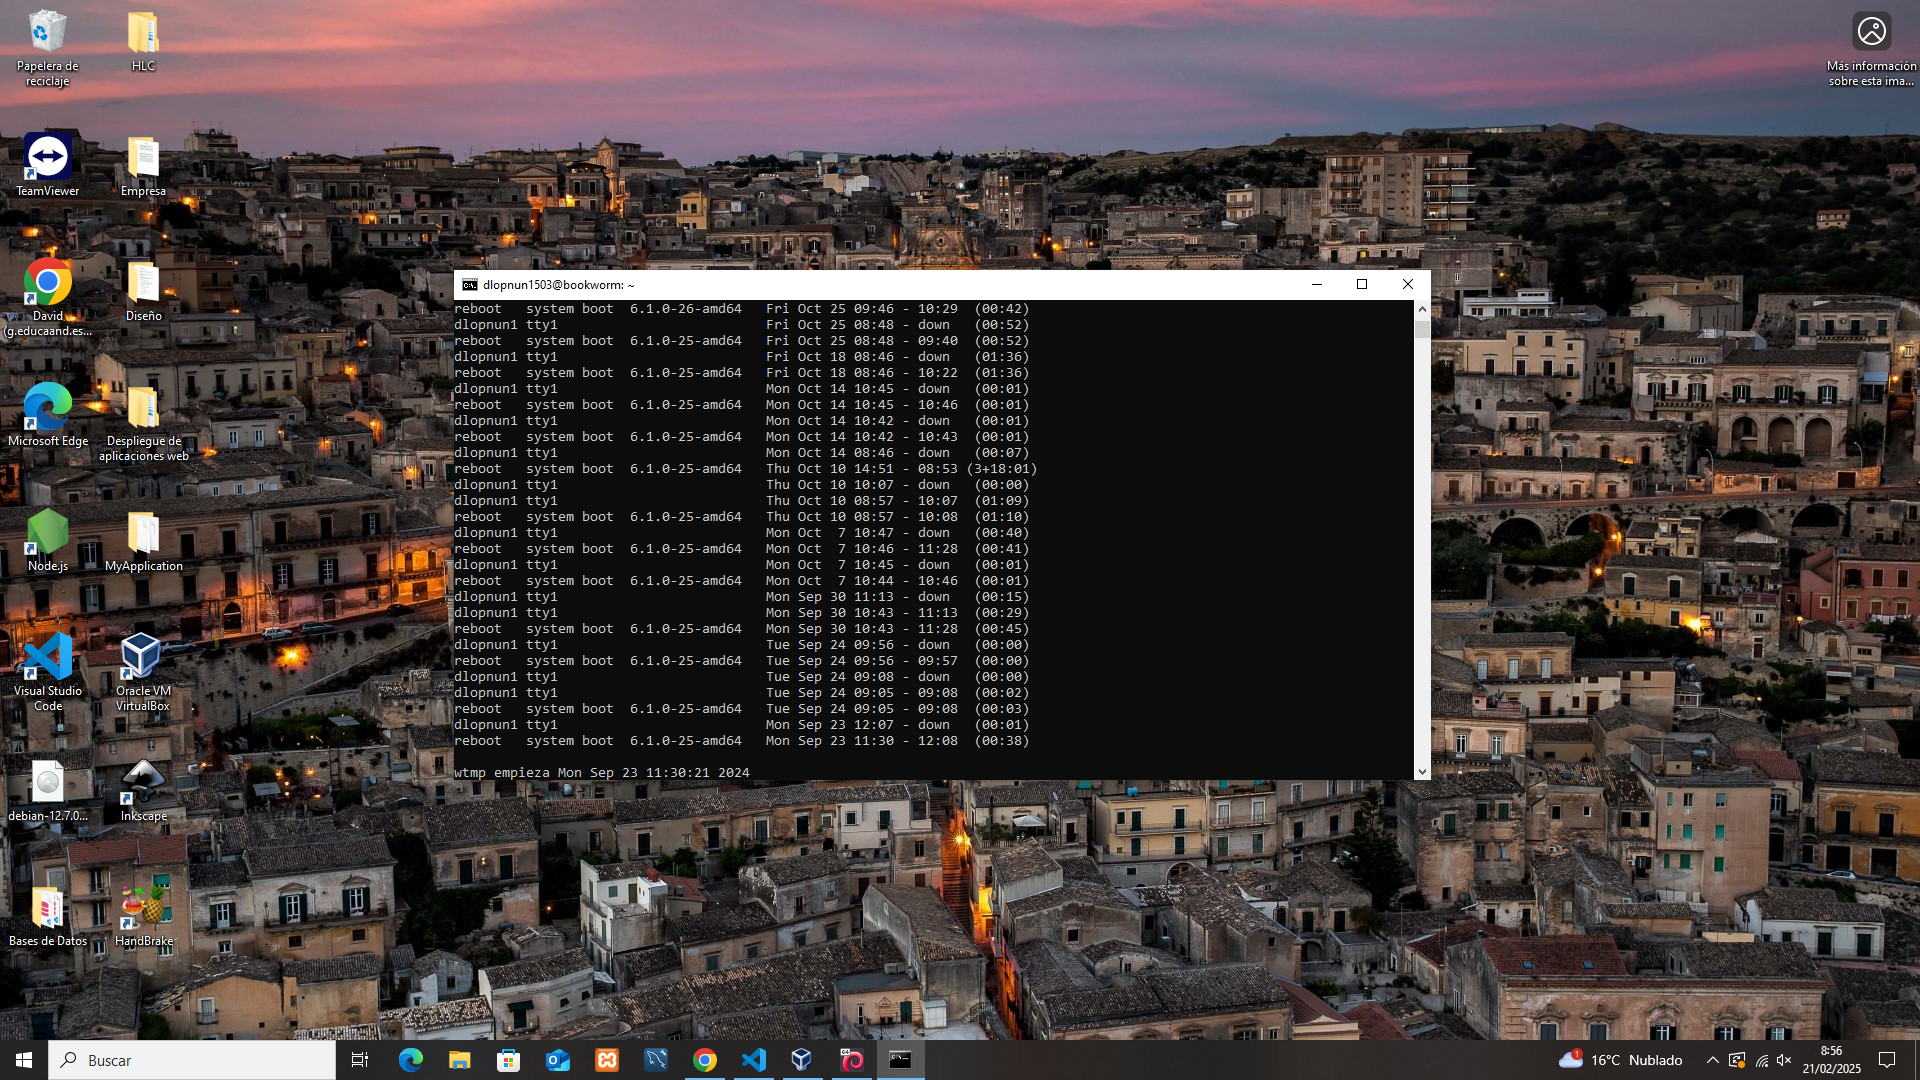 Papelera de
reciclaje
HLC
Más información
sobre esta ima...
TeamViewer
Empresa
David
(g.educaand.es...
Diseño
Microsoft Edge
Despliegue de
aplicaciones web
Node.js
MyApplication
Visual Studio
Code
Oracle VM
VirtualBox
debian-12.7.0...
Inkscape
Bases de Datos
HandBrake
dlopnun1503@bookworm: ~
reboot   system boot  6.1.0-26-amd64   Fri Oct 25 09:46 - 10:29  (00:42)
dlopnun1 tty1                          Fri Oct 25 08:48 - down   (00:52)
reboot   system boot  6.1.0-25-amd64   Fri Oct 25 08:48 - 09:40  (00:52)
dlopnun1 tty1                          Fri Oct 18 08:46 - down   (01:36)
reboot   system boot  6.1.0-25-amd64   Fri Oct 18 08:46 - 10:22  (01:36)
dlopnun1 tty1                          Mon Oct 14 10:45 - down   (00:01)
reboot   system boot  6.1.0-25-amd64   Mon Oct 14 10:45 - 10:46  (00:01)
dlopnun1 tty1                          Mon Oct 14 10:42 - down   (00:01)
reboot   system boot  6.1.0-25-amd64   Mon Oct 14 10:42 - 10:43  (00:01)
dlopnun1 tty1                          Mon Oct 14 08:46 - down   (00:07)
reboot   system boot  6.1.0-25-amd64   Thu Oct 10 14:51 - 08:53 (3+18:01)
dlopnun1 tty1                          Thu Oct 10 10:07 - down   (00:00)
dlopnun1 tty1                          Thu Oct 10 08:57 - 10:07  (01:09)
reboot   system boot  6.1.0-25-amd64   Thu Oct 10 08:57 - 10:08  (01:10)
dlopnun1 tty1                          Mon Oct  7 10:47 - down   (00:40)
reboot   system boot  6.1.0-25-amd64   Mon Oct  7 10:46 - 11:28  (00:41)
dlopnun1 tty1                          Mon Oct  7 10:45 - down   (00:01)
reboot   system boot  6.1.0-25-amd64   Mon Oct  7 10:44 - 10:46  (00:01)
dlopnun1 tty1                          Mon Sep 30 11:13 - down   (00:15)
dlopnun1 tty1                          Mon Sep 30 10:43 - 11:13  (00:29)
reboot   system boot  6.1.0-25-amd64   Mon Sep 30 10:43 - 11:28  (00:45)
dlopnun1 tty1                          Tue Sep 24 09:56 - down   (00:00)
reboot   system boot  6.1.0-25-amd64   Tue Sep 24 09:56 - 09:57  (00:00)
dlopnun1 tty1                          Tue Sep 24 09:08 - down   (00:00)
dlopnun1 tty1                          Tue Sep 24 09:05 - 09:08  (00:02)
reboot   system boot  6.1.0-25-amd64   Tue Sep 24 09:05 - 09:08  (00:03)
dlopnun1 tty1                          Mon Sep 23 12:07 - down   (00:01)
reboot   system boot  6.1.0-25-amd64   Mon Sep 23 11:30 - 12:08  (00:38)
wtmp empieza Mon Sep 23 11:30:21 2024
Buscar
1
16°C Nublado
8:56
21/02/2025